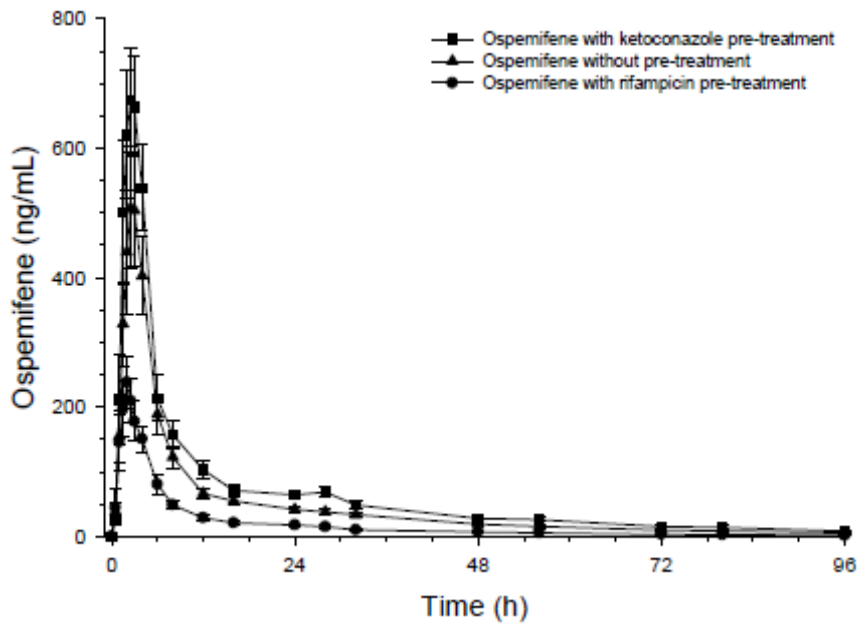 800
600
400
200
0
Ospemifene (ng/mL)
Ospemifene with ketoconazole pre-treatment
Ospemifene without pre-treatment
Ospemifene with rifampicin pre-treatment
0 24 48 72 96
Time (h)